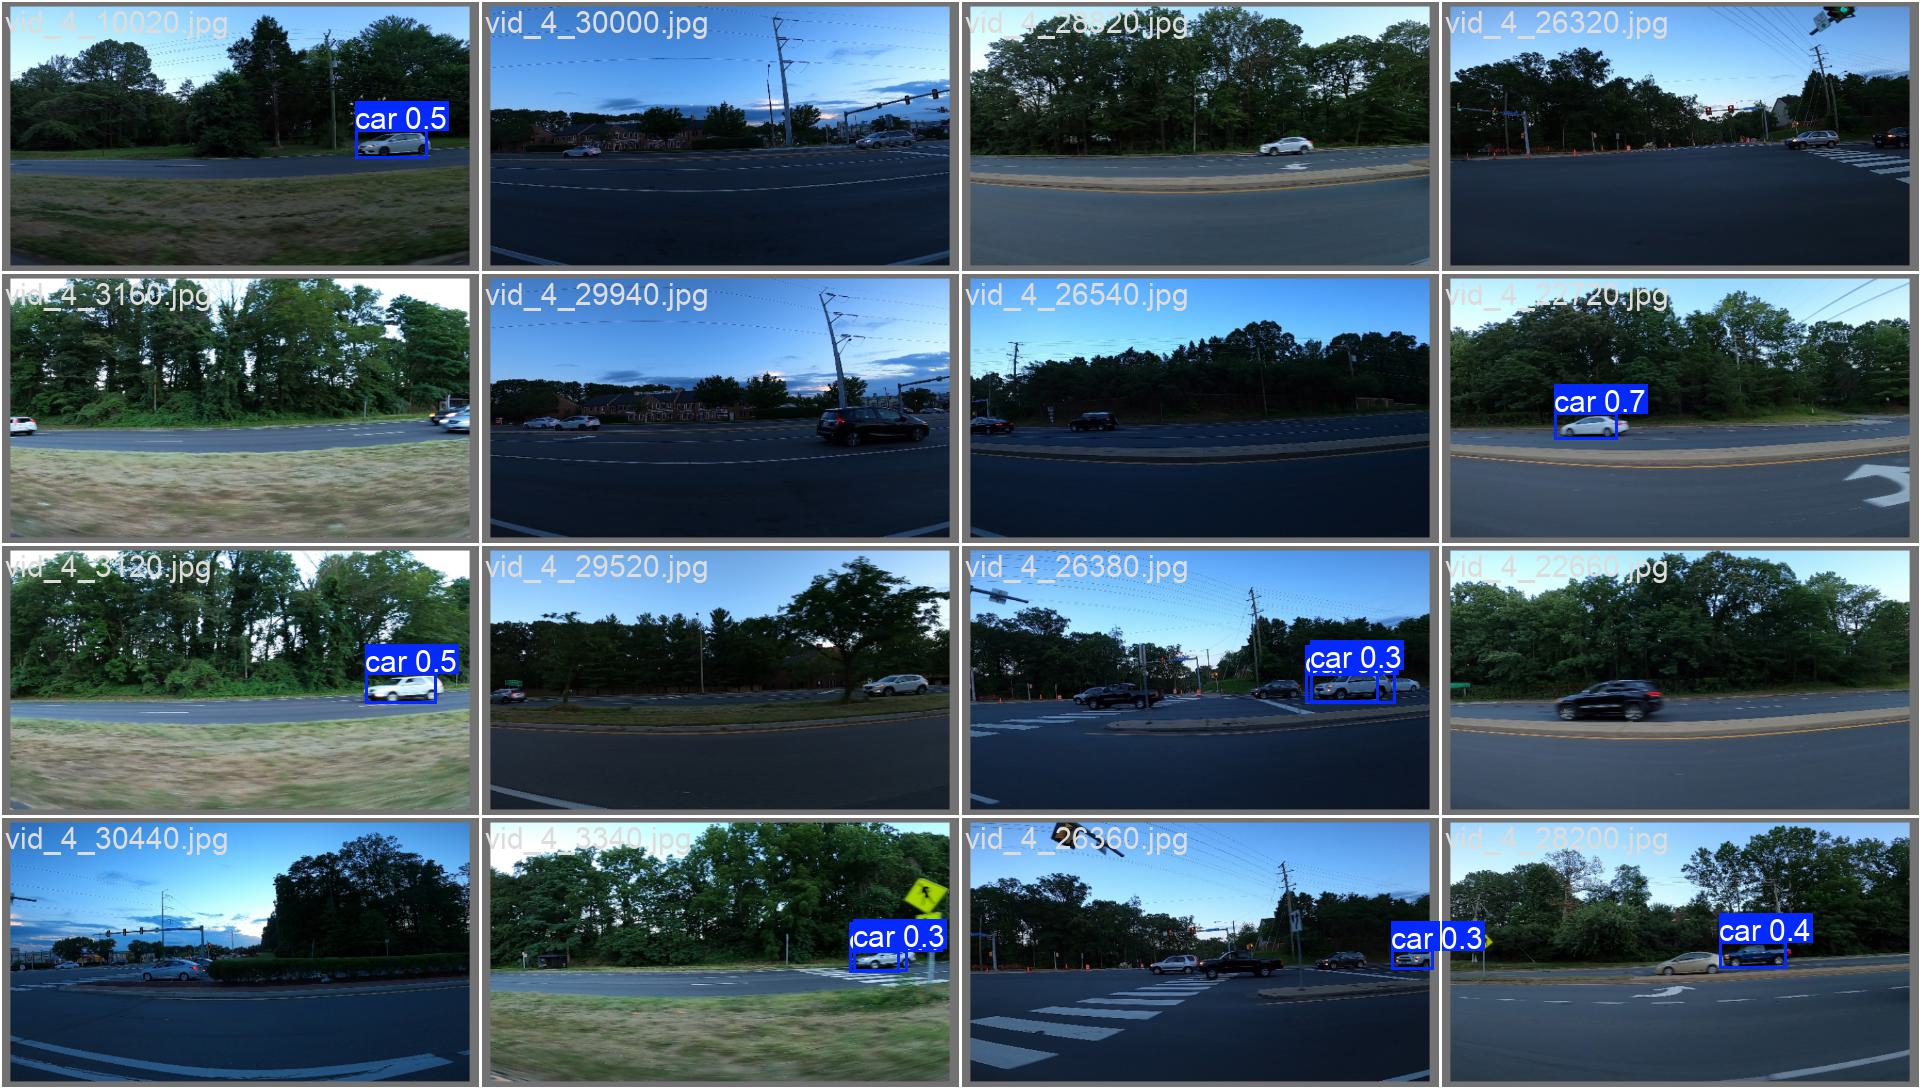 vid_4_10020.jpg
car 0.5
vid_4_30000.jpg
vid_4_28820.jpg
vid_4_26320.jpg
vid_4_3160.jpg
vid_4_29940.jpg
vid_4_26540.jpg
vid_4_22720.jpg
car 0.7
vid_4_3120.jpg
car 0.5
vid_4_29520.jpg
vid_4_26380.jpg
car 0.3
vid_4_22660.jpg
vid_4_30440.jpg
vid_4_3340.jpg
car 0.3
vid_4_26360.jpg
car 0.3
vid_4_28200.jpg
car 0.4